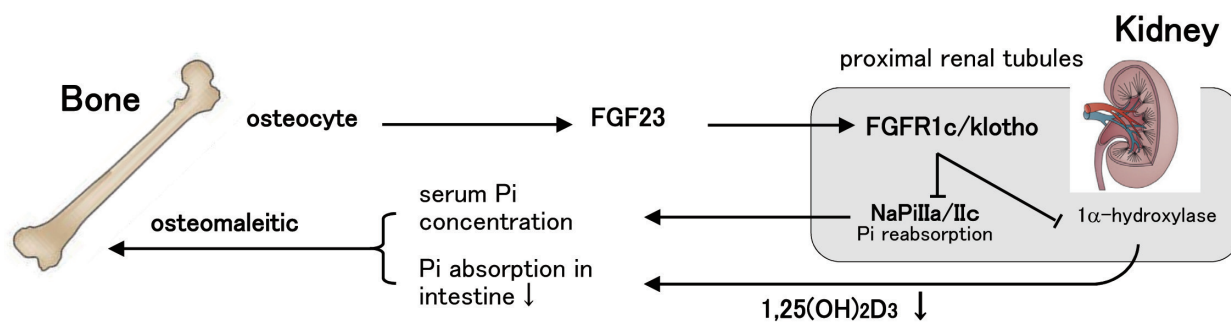 Kidney
proximal renal tubules
Bone
osteocyte
FGF23
FGFR1c/klotho
serum Pi
concentration
osteomaleitic
NaPiIIa/IIc
Pi reabsorption
1α-hydroxylase
Pi absorption in
intestine ↓
1,25(OH)₂D₃ ↓